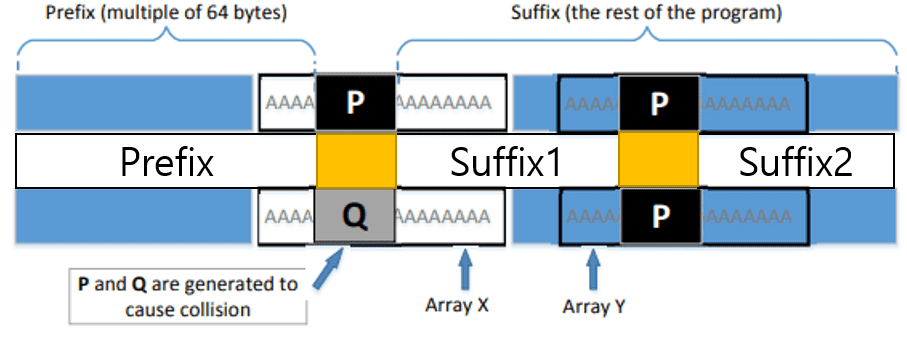 Prefix (multiple of 64 bytes)
Suffix (the rest of the program)
AAAA P AAAAAAAA AAAA P AAAAAAA
Prefix Suffix1 Suffix2
AAAA Q AAAAAAAA AAAA P AAAAAAA
P and Q are generated to
cause collision
Array X
Array Y